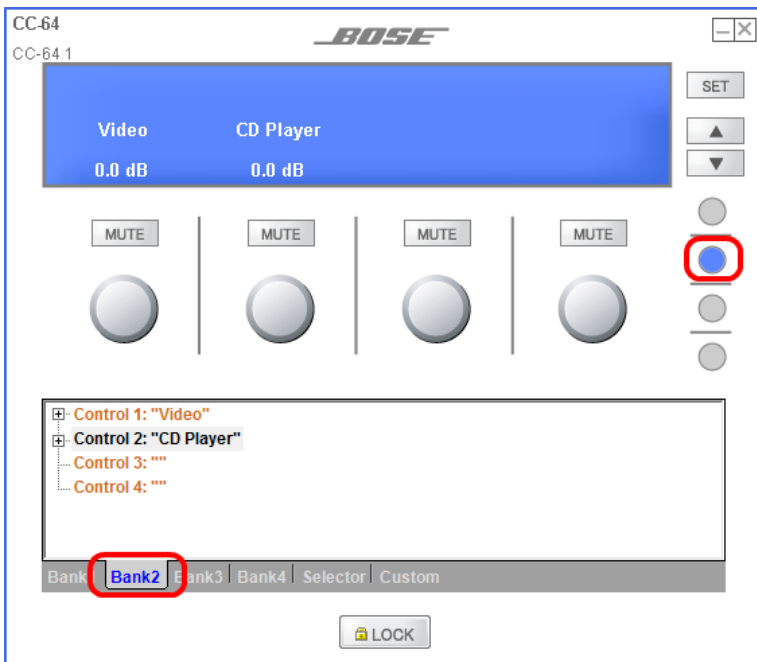 CC-64
BOSE
CC-64 1
SET
Video CD Player
0.0 dB 0.0 dB
MUTE MUTE MUTE MUTE
Control 1: "Video"
Control 2: "CD Player"
Control 3: ""
Control 4: ""
Bank2 Bank3 Bank4 Selector Custom
LOCK